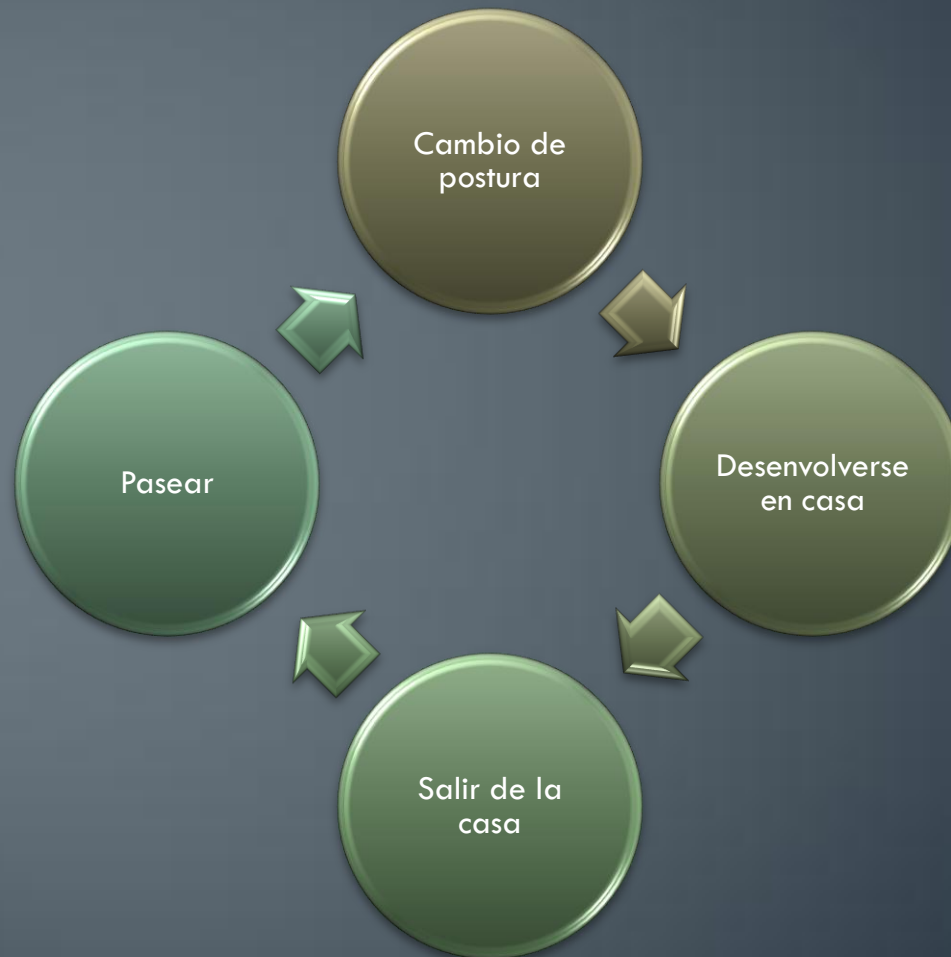 Cambio de
postura
Desenvolverse
en casa
Salir de la
casa
Pasear